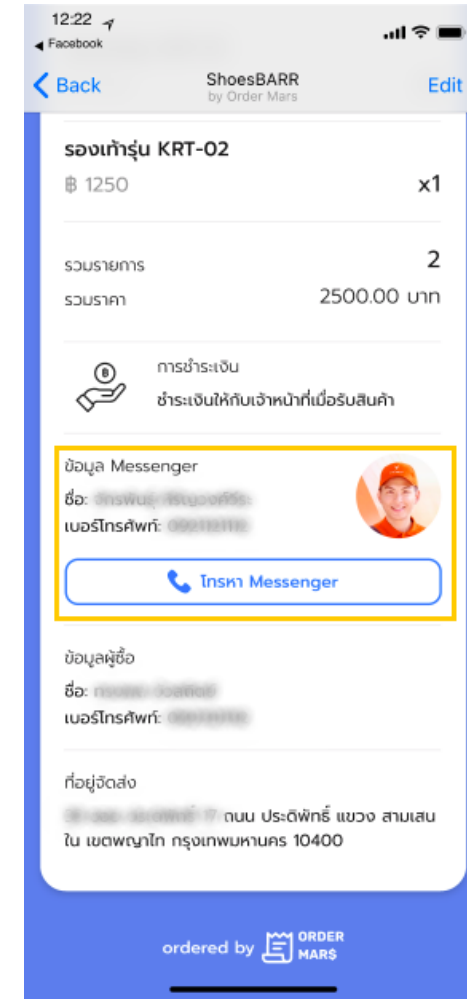 12:22
Facebook
Back
ShoesBARR
Edit
by Order Mars
รองเท้ารุ่น KRT-02
฿ 1250
x1
รวมรายการ
2
รวมราคา
2500.00 บาท
การชำระเงิน
ชำระเงินให้กับเจ้าหน้าที่เมื่อรับสินค้า
ข้อมูล Messenger
ชื่อ:
เบอร์โทรศัพท์:
โทรหา Messenger
ข้อมูลผู้ซื้อ
ชื่อ:
เบอร์โทรศัพท์:
ที่อยู่จัดส่ง
ถนน ประดิพัทธิ์ แขวง สามเสน
ใน เขตพญาไท กรุงเทพมหานคร 10400
ordered by ORDER
MAR$